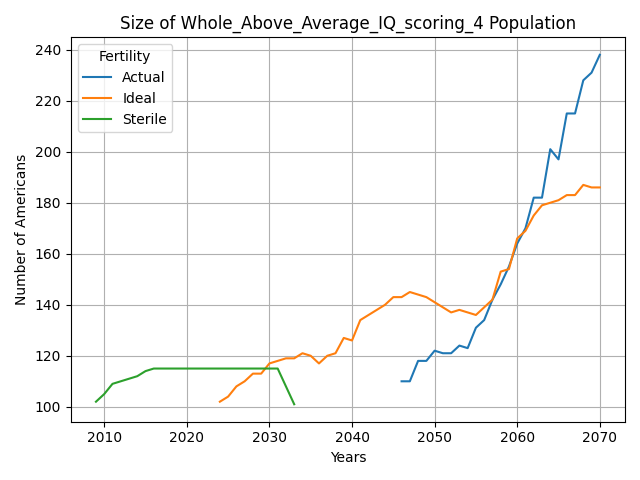 Size of Whole_Above_Average_IQ_scoring_4 Population
Fertility
Actual
Ideal
Sterile
Number of Americans
240
220
200
180
160
140
120
100
2010 2020 2030 2040 2050 2060 2070
Years